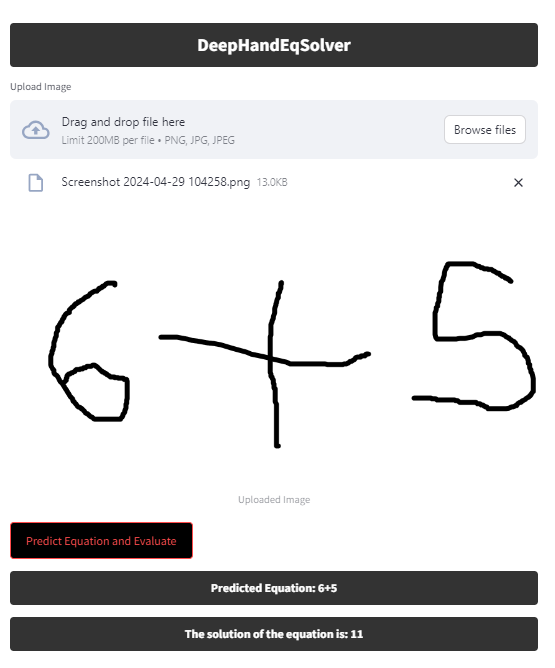 DeepHandEqSolver
Upload Image
Drag and drop file here
Limit 200MB per file • PNG, JPG, JPEG
Browse files
Screenshot 2024-04-29 104258.png 13.0KB
6 + 5
Uploaded Image
Predict Equation and Evaluate
Predicted Equation: 6+5
The solution of the equation is: 11